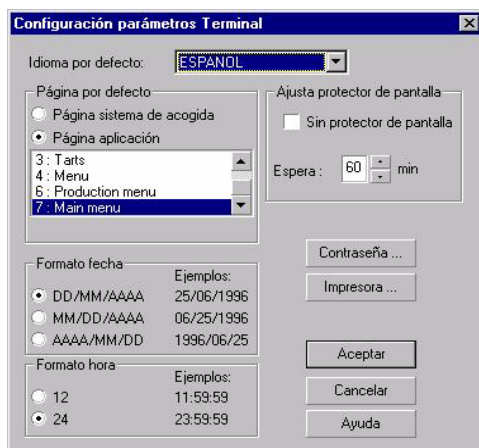 Configuración parámetros Terminal
Idioma por defecto: ESPANOL
Página por defecto
Página sistema de acogida
Página aplicación
3 : Tarts
4 : Menu
6 : Production menu
7 : Main menu
Ajusta protector de pantalla
Sin protector de pantalla
Espera : 60 min
Formato fecha
Ejemplos:
DD/MM/AAAA 25/06/1996
MM/DD/AAAA 06/25/1996
AAAA/MM/DD 1996/06/25
Formato hora
Ejemplos:
12 11:59:59
24 23:59:59
Contraseña ...
Impresora ...
Aceptar
Cancelar
Ayuda